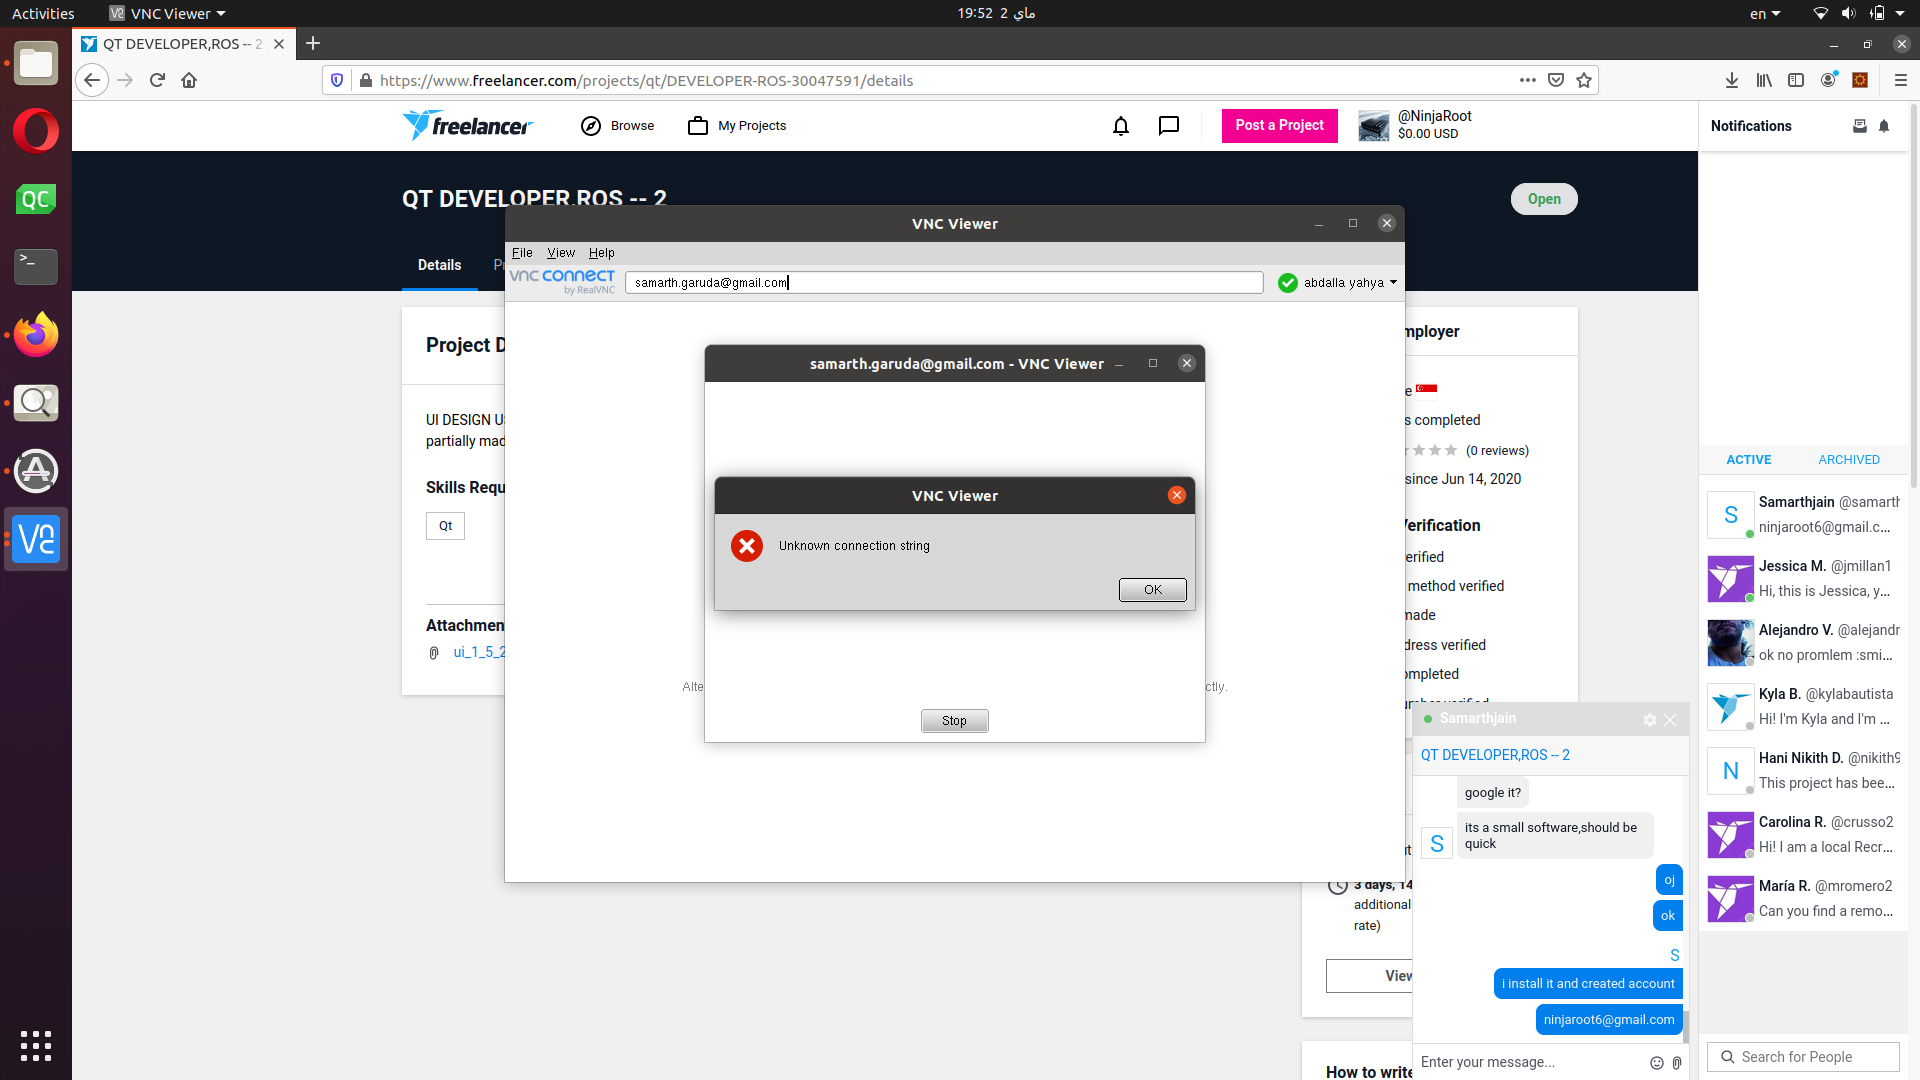 Activities
VNC Viewer
19:52 2 ماي
en
QT DEVELOPER,ROS -- 2
https://www.freelancer.com/projects/qt/DEVELOPER-ROS-30047591/details
freelancer
Browse
My Projects
Post a Project
@NinjaRoot
$0.00 USD
Notifications
QT DEVELOPER,ROS -- 2
Open
Details
VNC Viewer
File View Help
vnc connect
by RealVNC
samarth.garuda@gmail.com
abdalla yahya
Project D
UI DESIGN U
partially mad
Skills Requ
Qt
Attachmen
ui_1_5_2
samarth.garuda@gmail.com - VNC Viewer
VNC Viewer
Unknown connection string
OK
Alte
ctly.
Stop
mployer
e
s completed
(0 reviews)
since Jun 14, 2020
Verification
erified
method verified
made
dress verified
ompleted
3 days, 14
additional
rate)
View
How to write
Samarthjain
QT DEVELOPER,ROS -- 2
google it?
its a small software,should be
quick
S
oj
ok
S
i install it and created account
ninjaroot6@gmail.com
Enter your message...
ACTIVE
ARCHIVED
S
Samarthjain @samarth
ninjaroot6@gmail.c...
Jessica M. @jmillan1
Hi, this is Jessica, y...
Alejandro V. @alejandr
ok no promlem :smi...
Kyla B. @kylabautista
Hi! I'm Kyla and I'm ...
N
Hani Nikith D. @nikith9
This project has bee...
Carolina R. @crusso2
Hi! I am a local Recr...
María R. @mromero2
Can you find a remo...
Search for People
QC